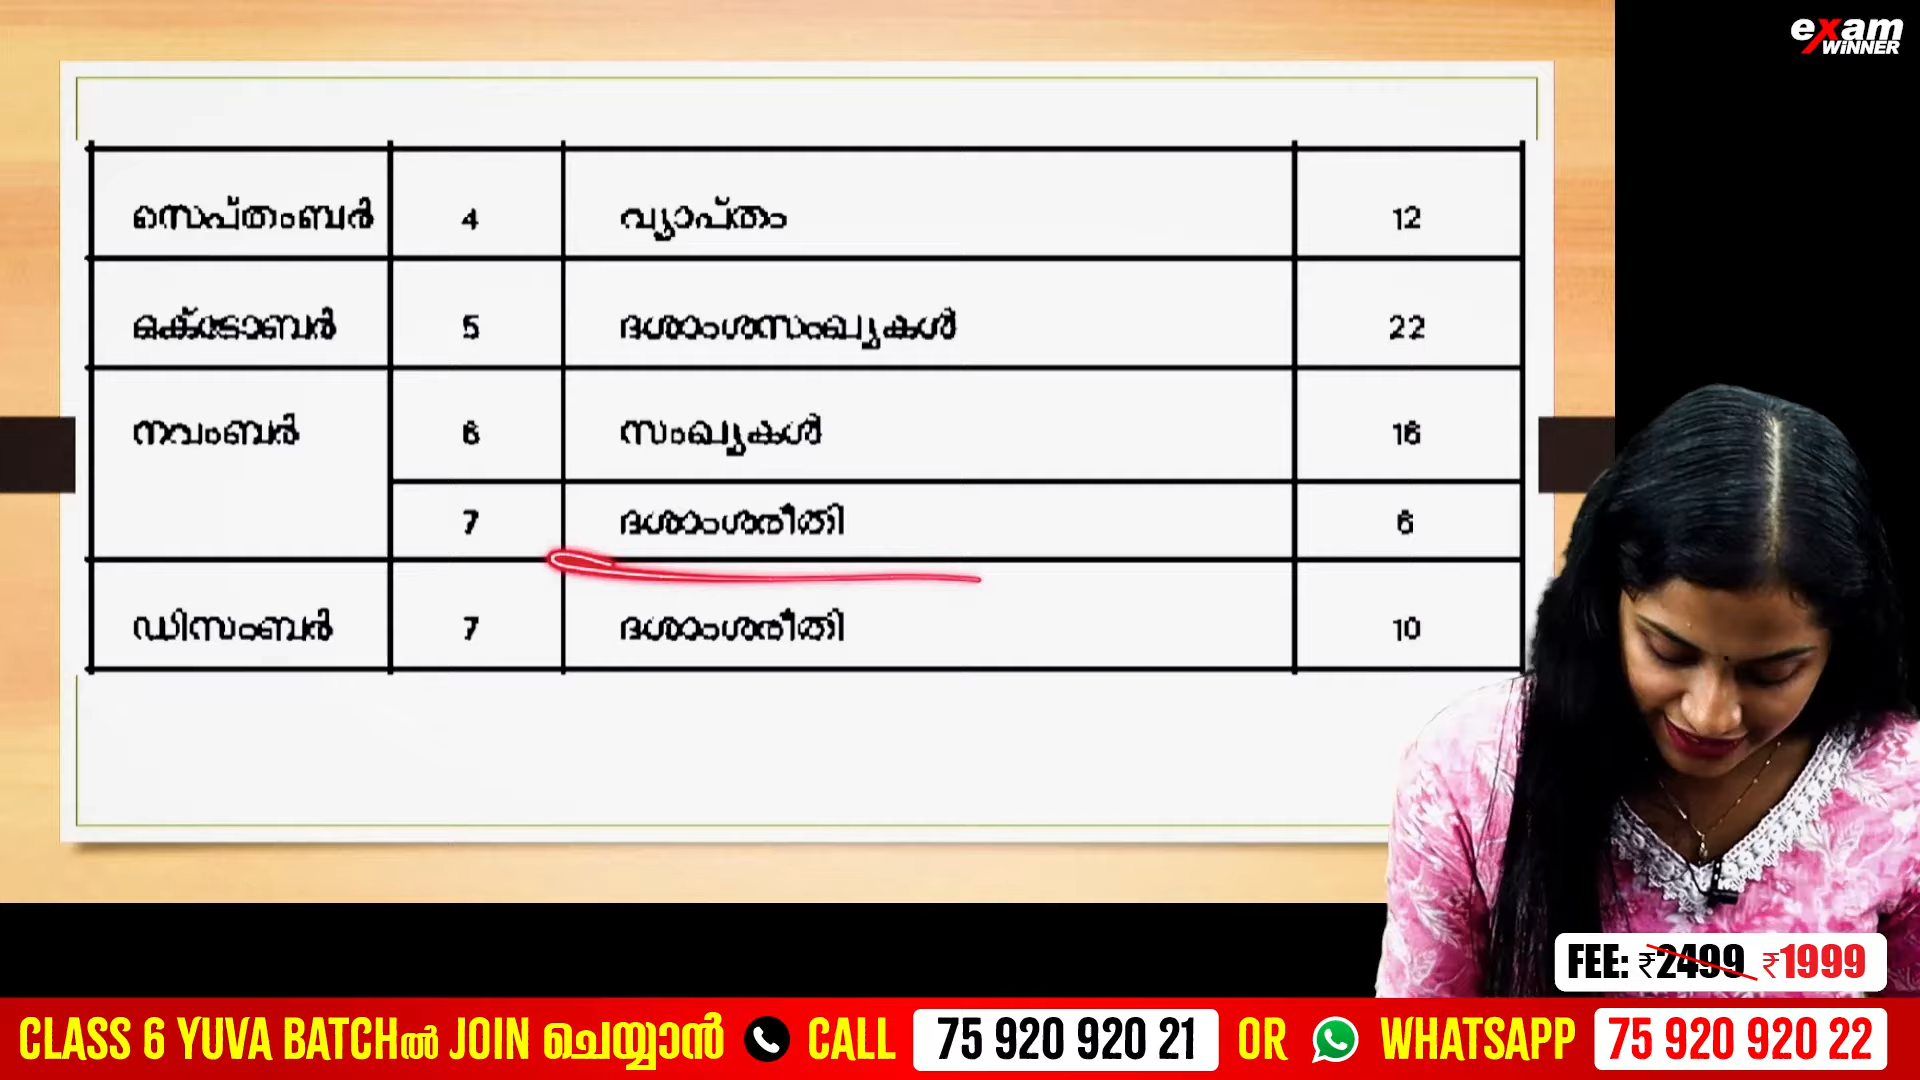 exam
WiNNER
സെപ്തംബർ 4 വ്യാപ്തം 12
ഒക്ടോബർ 5 ദശാംശസംഖ്യകൾ 22
നവംബർ 6 സംഖ്യകൾ 16
7 ദശാംശരീതി 6
ഡിസംബർ 7 ദശാംശരീതി 10
FEE: ₹2499 ₹1999
CLASS 6 YUVA BATCHൽ JOIN ചെയ്യാൻ CALL 75 920 920 21 OR WHATSAPP 75 920 920 22